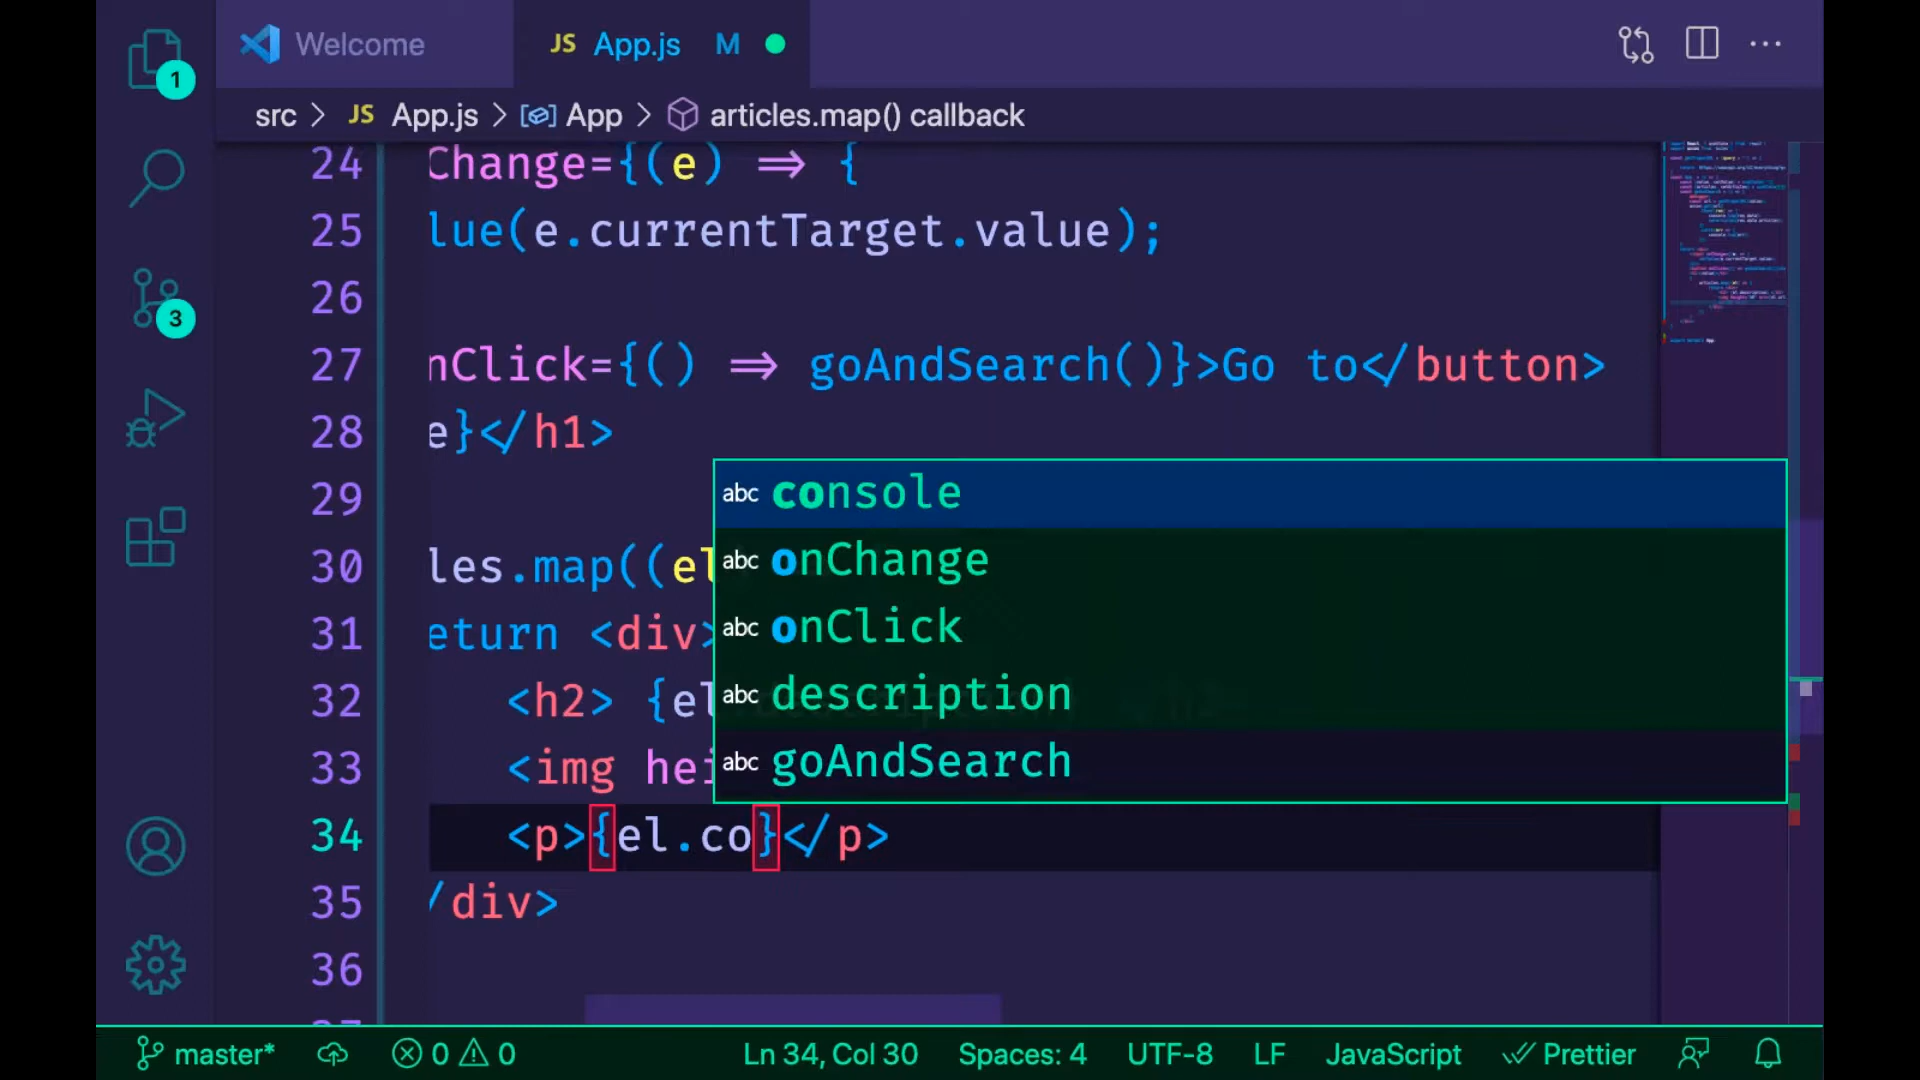 Welcome
JS App.js M
1
src > JS App.js > App > articles.map() callback
24 Change={(e) => {
25 lue(e.currentTarget.value);
26
27 nClick={() => goAndSearch()}>Go to</button>
28 e}</h1>
29
30 les.map((el
31 eturn <div>
32 <h2> {el
33 <img hei
34 <p>{el.co}</p>
35 /div>
36
abc console
abc onChange
abc onClick
abc description
abc goAndSearch
3
master* 0 0 Ln 34, Col 30 Spaces: 4 UTF-8 LF JavaScript Prettier